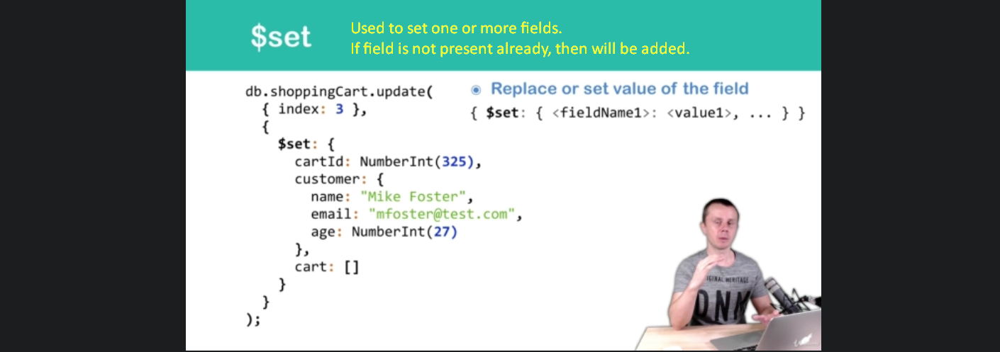 $set
Used to set one or more fields.
If field is not present already, then will be added.
db.shoppingCart.update(
{ index: 3 },
{
$set: {
cartId: NumberInt(325),
customer: {
name: "Mike Foster",
email: "mfoster@test.com",
age: NumberInt(27)
},
cart: []
}
}
);
Replace or set value of the field
{ $set: { <fieldName1>: <value1>, ... } }
HERITAGE
DNM